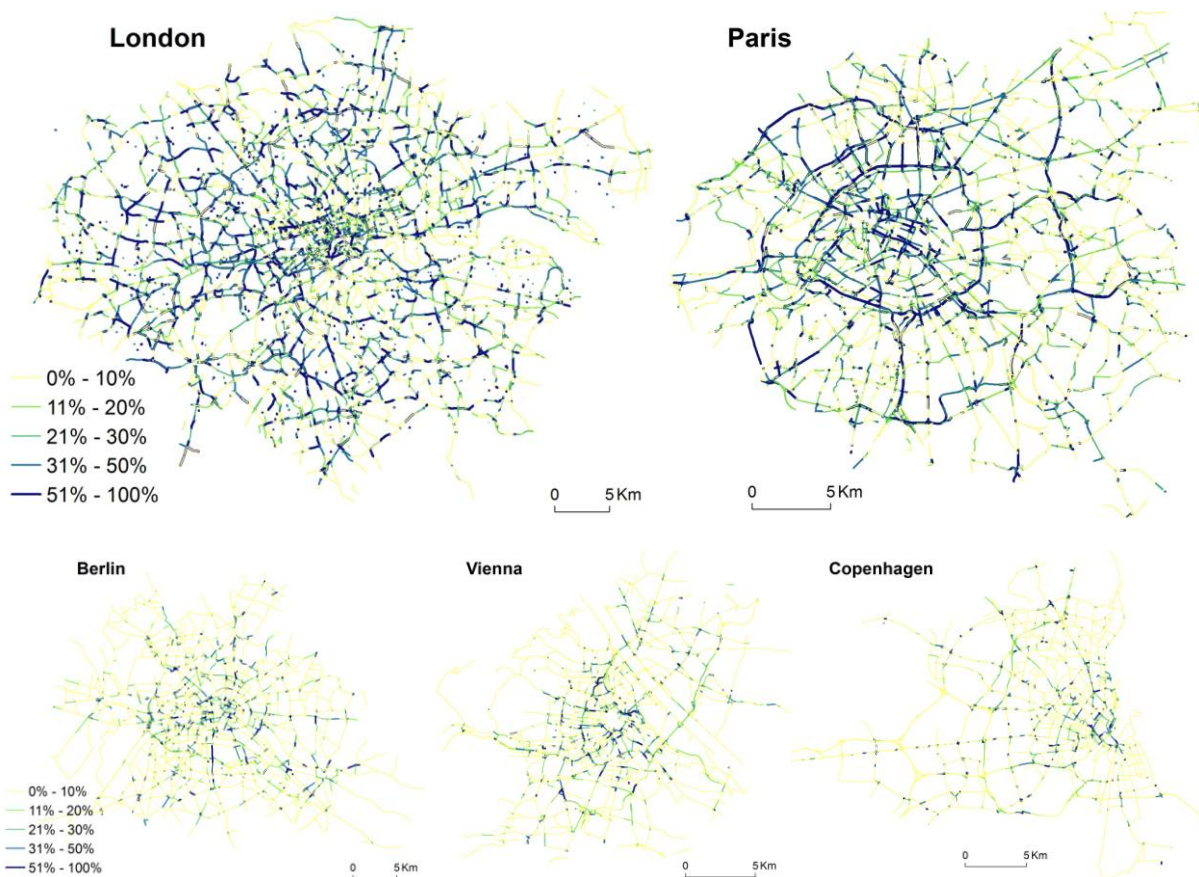 London
Paris
0% - 10%
11% - 20%
21% - 30%
31% - 50%
51% - 100%
0 5 Km
0 5 Km
Berlin
Vienna
Copenhagen
0% - 10%
11% - 20%
21% - 30%
31% - 50%
51% - 100%
0 5 Km
0 5 Km
0 5 Km